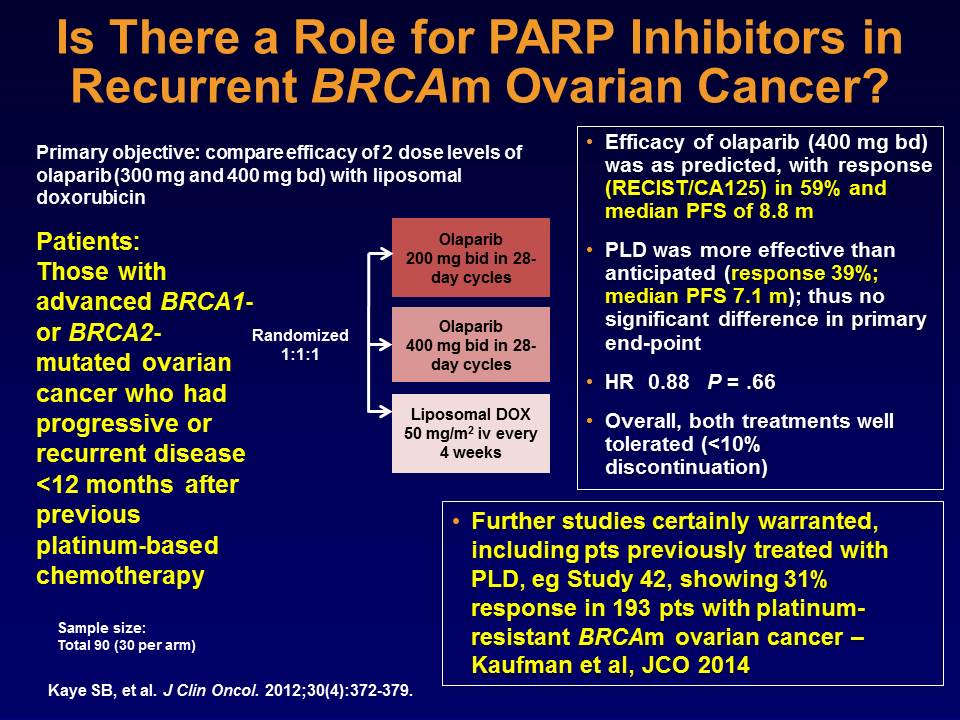 Is There a Role for PARP Inhibitors in
Recurrent BRCAm Ovarian Cancer?
Primary objective: compare efficacy of 2 dose levels of
olaparib (300 mg and 400 mg bd) with liposomal
doxorubicin
Patients:
Those with
advanced BRCA1-
or BRCA2-
mutated ovarian
cancer who had
progressive or
recurrent disease
<12 months after
previous
platinum-based
chemotherapy
Randomized
1:1:1
Olaparib
200 mg bid in 28-
day cycles
Olaparib
400 mg bid in 28-
day cycles
Liposomal DOX
50 mg/m2 iv every
4 weeks
• Efficacy of olaparib (400 mg bd)
was as predicted, with response
(RECIST/CA125) in 59% and
median PFS of 8.8 m
• PLD was more effective than
anticipated (response 39%;
median PFS 7.1 m); thus no
significant difference in primary
end-point
• HR 0.88 P = .66
• Overall, both treatments well
tolerated (<10%
discontinuation)
• Further studies certainly warranted,
including pts previously treated with
PLD, eg Study 42, showing 31%
response in 193 pts with platinum-
resistant BRCAm ovarian cancer –
Kaufman et al, JCO 2014
Sample size:
Total 90 (30 per arm)
Kaye SB, et al. J Clin Oncol. 2012;30(4):372-379.